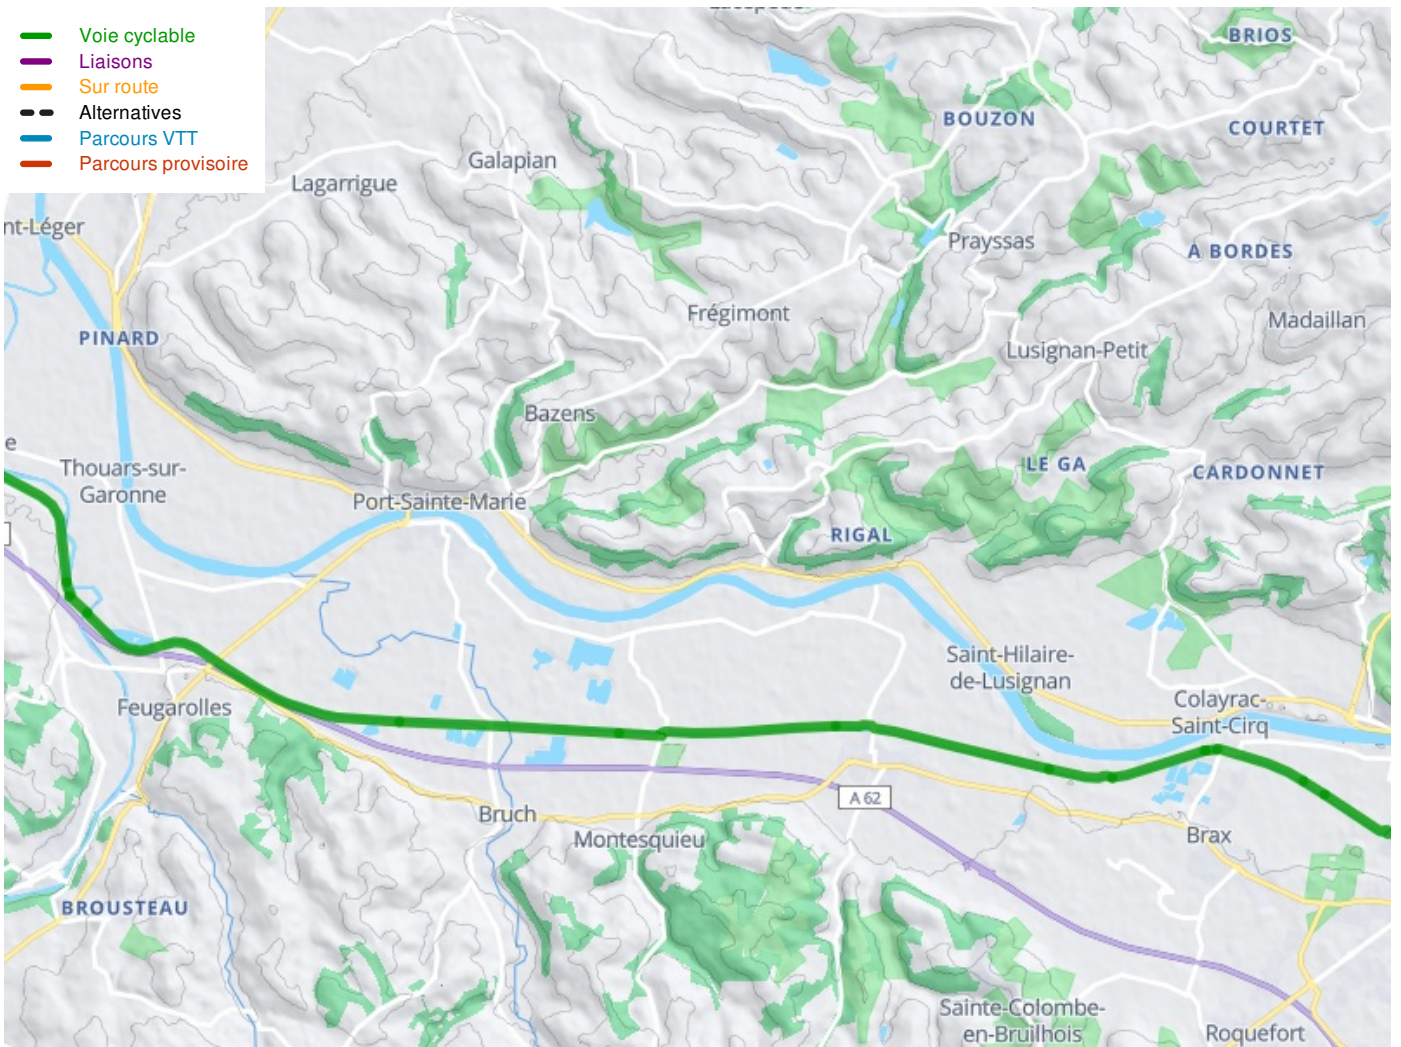 Voie cyclable
Liaisons
Sur route
Alternatives
Parcours VTT
Parcours provisoire
BRIOS
BOUZON
COURTET
Galapian
Lagarrigue
nt-Léger
Prayssas
A BORDES
Frégimont
Madaillan
PINARD
Lusignan-Petit
Bazens
e
Thouars-sur-
Garonne
LE GA
CARDONNET
Port-Sainte-Marie
RIGAL
Saint-Hilaire-
de-Lusignan
Colayrac-
Saint-Cirq
Feugarolles
A 62
Bruch
Montesquieu
Brax
BROUSTEAU
Sainte-Colombe-
en-Bruilhois
Roquefort